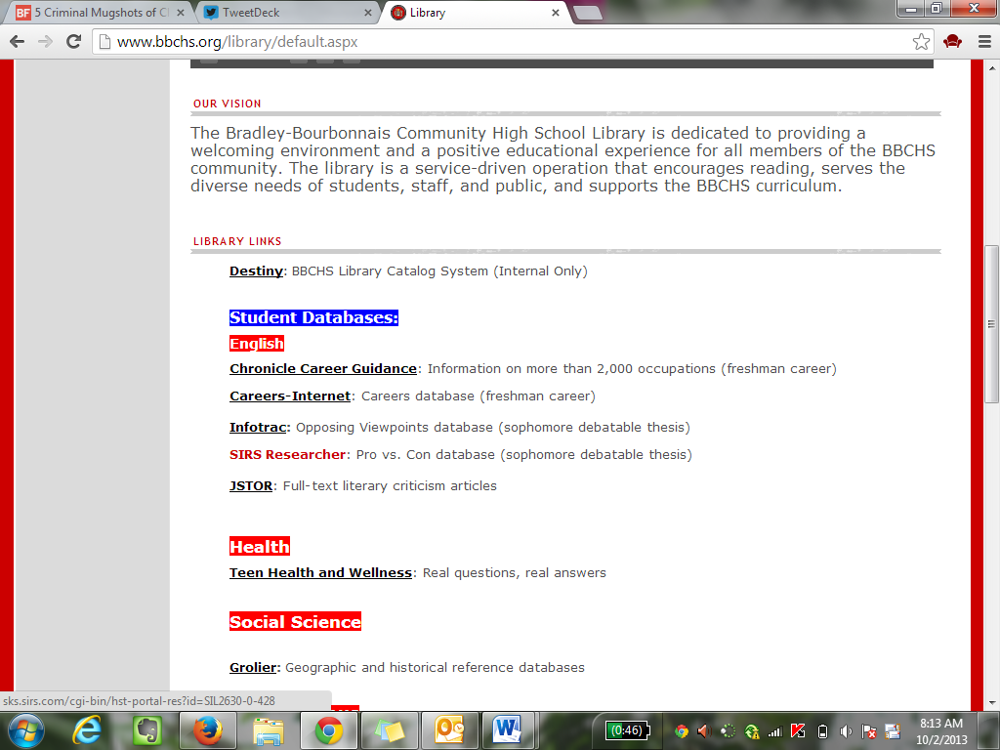 5 Criminal Mugshots of C
TweetDeck
Library
www.bbchs.org/library/default.aspx
OUR VISION
The Bradley-Bourbonnais Community High School Library is dedicated to providing a
welcoming environment and a positive educational experience for all members of the BBCHS
community. The library is a service-driven operation that encourages reading, serves the
diverse needs of students, staff, and public, and supports the BBCHS curriculum.
LIBRARY LINKS
Destiny: BBCHS Library Catalog System (Internal Only)
Student Databases:
English
Chronicle Career Guidance: Information on more than 2,000 occupations (freshman career)
Careers-Internet: Careers database (freshman career)
Infotrac: Opposing Viewpoints database (sophomore debatable thesis)
SIRS Researcher: Pro vs. Con database (sophomore debatable thesis)
JSTOR: Full-text literary criticism articles
Health
Teen Health and Wellness: Real questions, real answers
Social Science
Grolier: Geographic and historical reference databases
sks.sirs.com/cgi-bin/hst-portal-res?id=SIL2630-0-428
(0:46)
8:13 AM
10/2/2013